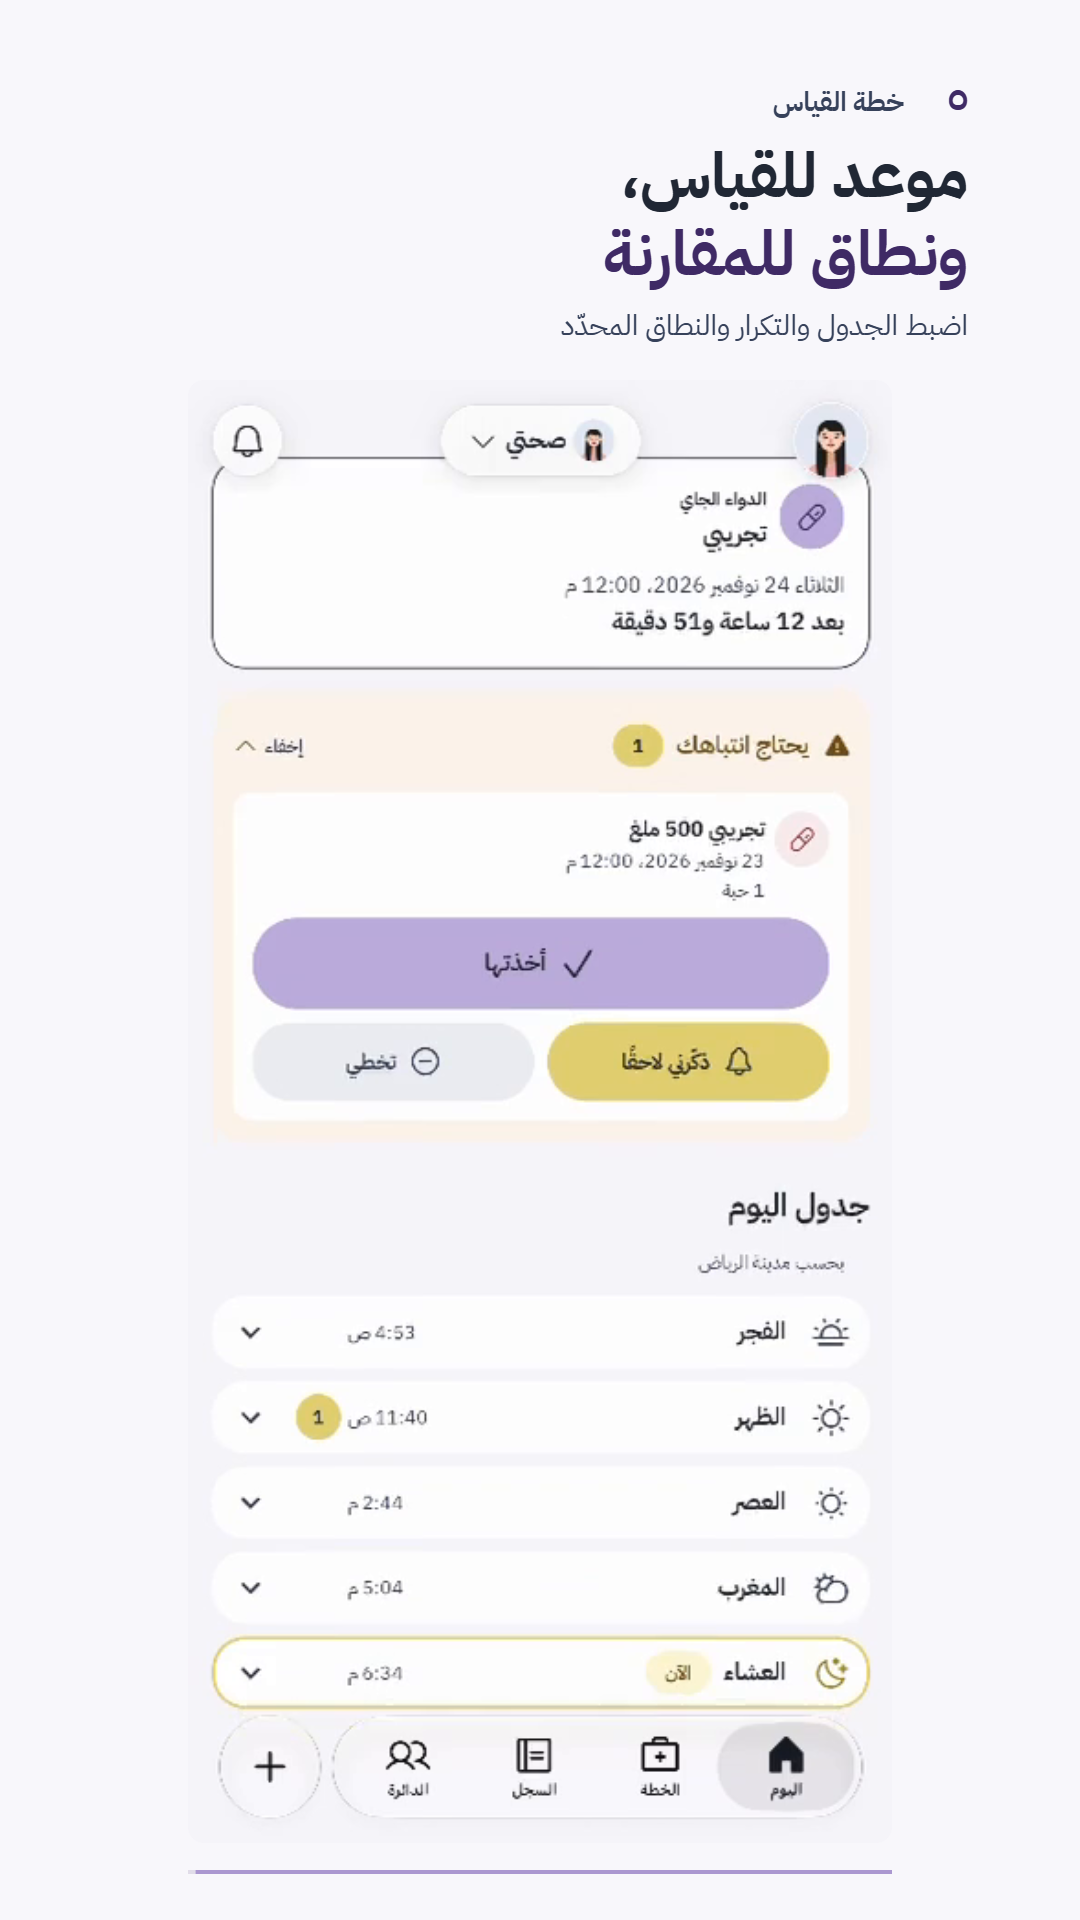 خطة القياس
موعد للقياس،
ونطاق للمقارنة
اضبط الجدول والتكرار والنطاق المحدّد
صحتي
الدواء الجاي
تجريبي
الثلاثاء 24 نوفمبر 2026، 12:00 م
بعد 12 ساعة و51 دقيقة
يحتاج انتباهك 1 إخفاء
تجريبي 500 ملغ
23 نوفمبر 2026، 12:00 م
1 حبة
أخذتها
ذكّرني لاحقًا تخطي
جدول اليوم
بحسب مدينة الرياض
الفجر 4:53 ص
الظهر 11:40 ص 1
العصر 2:44 م
المغرب 5:04 م
العشاء الآن 6:34 م
اليوم الخطة السجل الدائرة